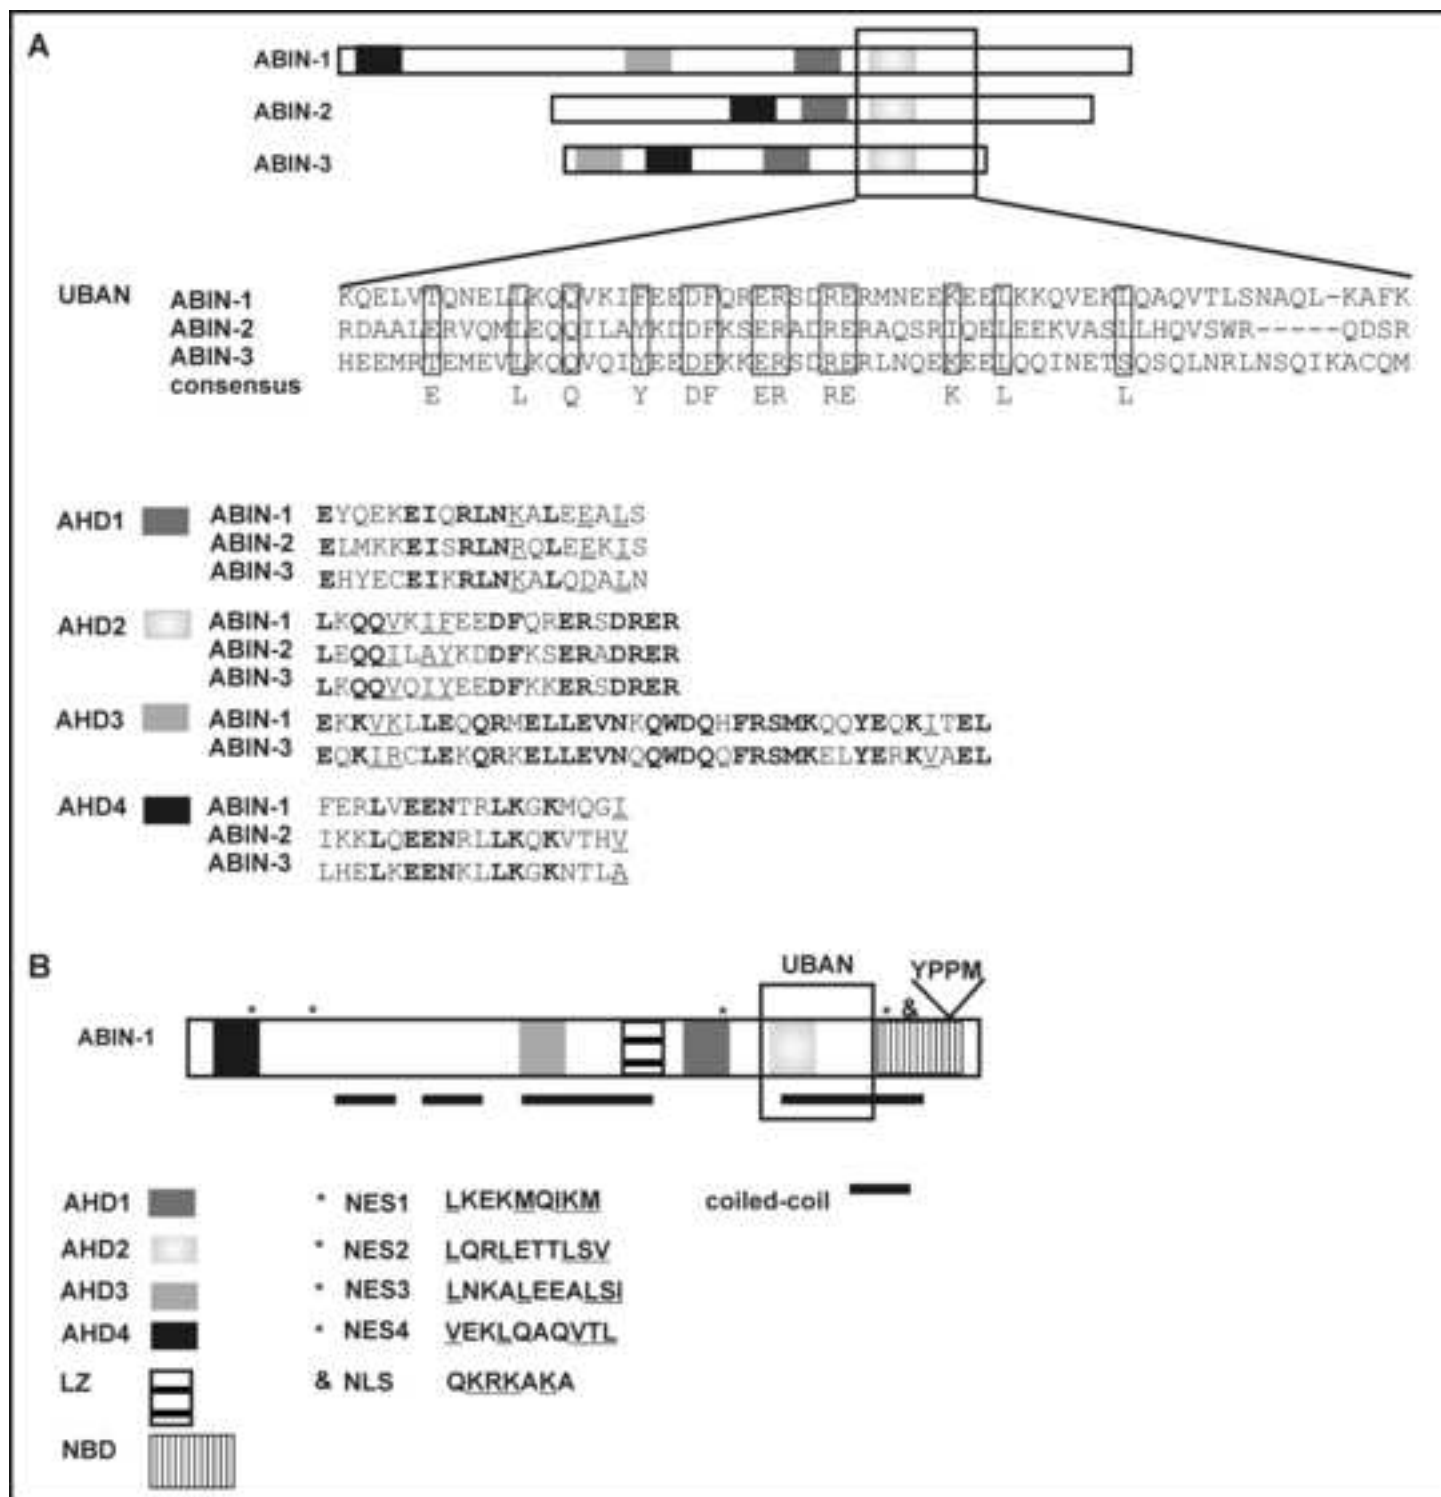 A
ABIN-1
ABIN-2
ABIN-3
UBAN
ABIN-1 KQELVTQNELLKQQVKIFEEDFQRERSDRERMNEEKEELKKQVEKLQAQVTLSNAQL-KAFK
ABIN-2 RDAALERVQMLEQQILAYKDDFKSERADRERAQSRIQELEEKVASLLHQVSWR-----QDSR
ABIN-3 HEEMRTEMEVLKQQVQIYEEDFKKERSDRERLNQEKEELQQINETSQSQLNRLNSQIKACQM
consensus E L Q Y DF ER RE K L L
AHD1
ABIN-1 EYQEKEIQRLNKALEEALS
ABIN-2 ELMKKEISRLNRQLEEKIS
ABIN-3 EHYECEIKRLNKALQDALN
AHD2
ABIN-1 LKQQVKIFEEDFQRERSDRER
ABIN-2 LEQQILAYKDDFKSERADRER
ABIN-3 LKQQVQIYEEDFKKERSDRER
AHD3
ABIN-1 EKKVKLLEQQRMELLEVNKQWDQHFRSMKQQYEQKITEL
ABIN-3 EQKIRCLEKQRKELLEVNQQWDQQFRSMKELYERKVAEL
AHD4
ABIN-1 FERLVEENTRLKGKMQGI
ABIN-2 IKKLQEENRLLKQKVTHV
ABIN-3 LHELKEENKLLKGKNTLA
B
UBAN YPPM
* * * * &
ABIN-1
AHD1 * NES1 LKEKMQIKM coiled-coil
AHD2 * NES2 LQRLETTLSV
AHD3 * NES3 LNKALEEALSI
AHD4 * NES4 VEKLQAQVTL
LZ & NLS QKRKAKA
NBD